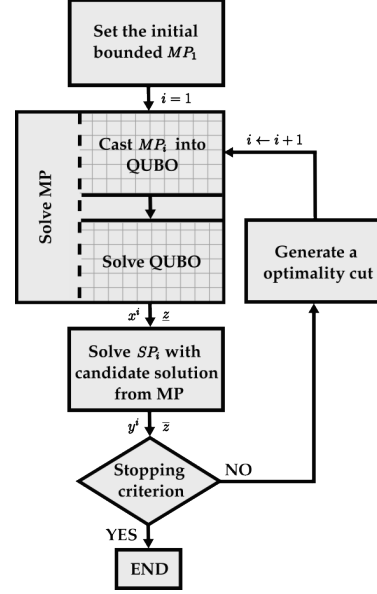 Set the initial
bounded MP₁
i = 1
Solve MP
Cast MPᵢ into
QUBO
i ← i + 1
Solve QUBO
Generate a
optimality cut
xⁱ z̲
Solve SPᵢ with
candidate solution
from MP
yⁱ z̅
Stopping
criterion
NO
YES
END